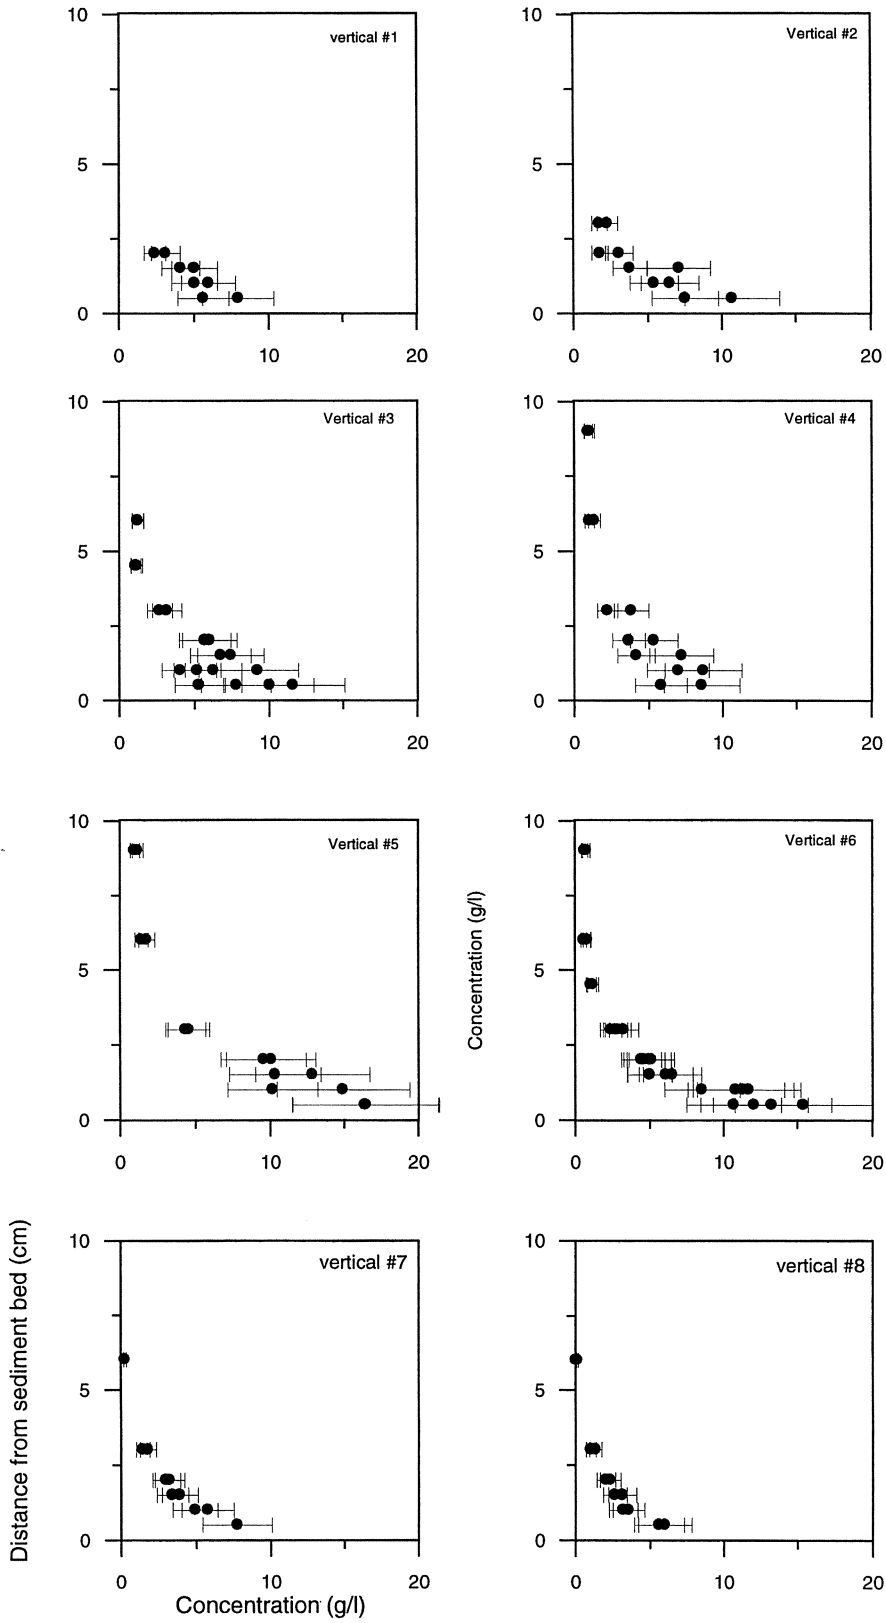 10
vertical #1
5
0
0 10 20
10
Vertical #2
5
0
0 10 20
10
Vertical #3
5
0
0 10 20
10
Vertical #4
5
0
0 10 20
10
Vertical #5
5
0
0 10 20
Concentration (g/l)
10
Vertical #6
5
0
0 10 20
Distance from sediment bed (cm)
10
vertical #7
5
0
0 10 20
Concentration (g/l)
10
vertical #8
5
0
0 10 20